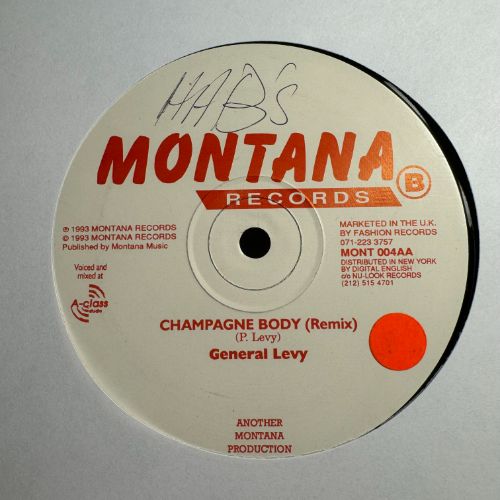 HAB's
MONTANA
RECORDS
B
℗ 1993 MONTANA RECORDS
© 1993 MONTANA RECORDS
Published by Montana Music
Voiced and
mixed at
A-class
studio
MARKETED IN THE U.K.
BY FASHION RECORDS
071-223 3757
MONT 004AA
DISTRIBUTED IN NEW YORK
BY DIGITAL ENGLISH
c/o NU-LOOK RECORDS
(212) 515 4701
CHAMPAGNE BODY (Remix)
(P. Levy)
General Levy
ANOTHER
MONTANA
PRODUCTION